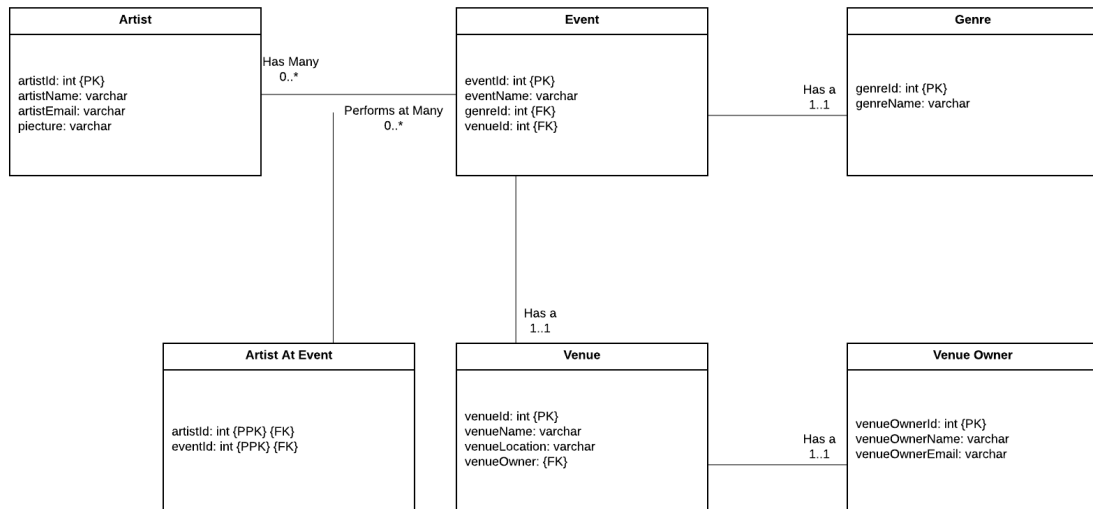 Artist
artistId: int {PK}
artistName: varchar
artistEmail: varchar
piecture: varchar
Has Many
0..*
Performs at Many
0..*
Event
eventId: int {PK}
eventName: varchar
genreId: int {FK}
venueId: int {FK}
Has a
1..1
Genre
genreId: int {PK}
genreName: varchar
Has a
1..1
Artist At Event
artistId: int {PPK} {FK}
eventId: int {PPK} {FK}
Venue
venueId: int {PK}
venueName: varchar
venueLocation: varchar
venueOwner: {FK}
Has a
1..1
Venue Owner
venueOwnerId: int {PK}
venueOwnerName: varchar
venueOwnerEmail: varchar